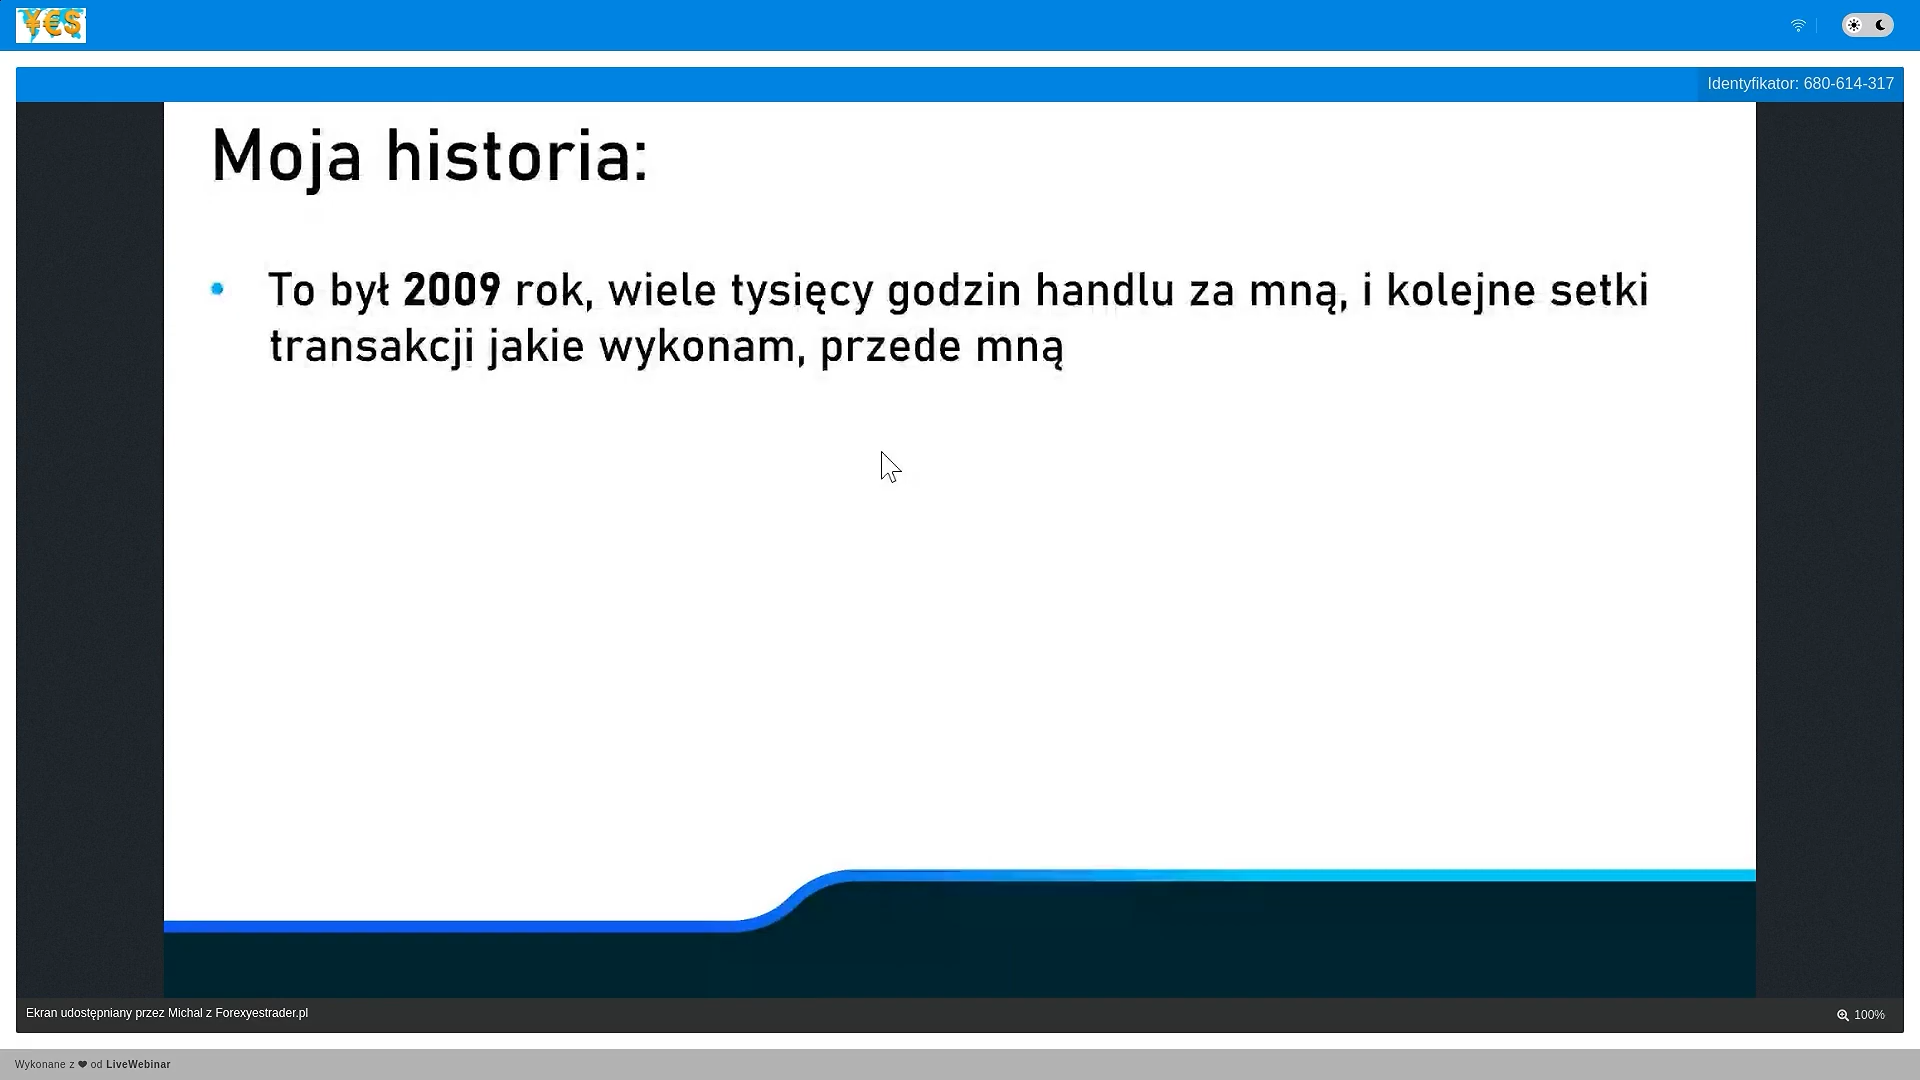 ¥€$
Identyfikator: 680-614-317
Moja historia:
To był 2009 rok, wiele tysięcy godzin handlu za mną, i kolejne setki
transakcji jakie wykonam, przede mną
Ekran udostępniany przez Michal z Forexyestrader.pl
100%
Wykonane z ❤ od LiveWebinar